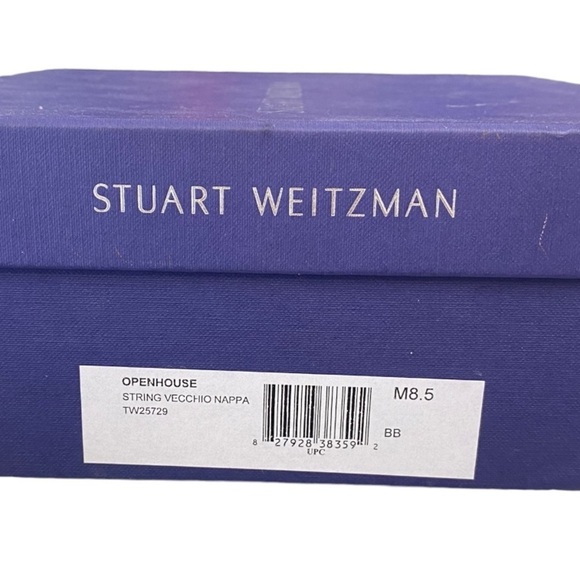 STUART WEITZMAN
OPENHOUSE
STRING VECCHIO NAPPA
TW25729
M8.5
8 27928 38359 2
UPC
BB